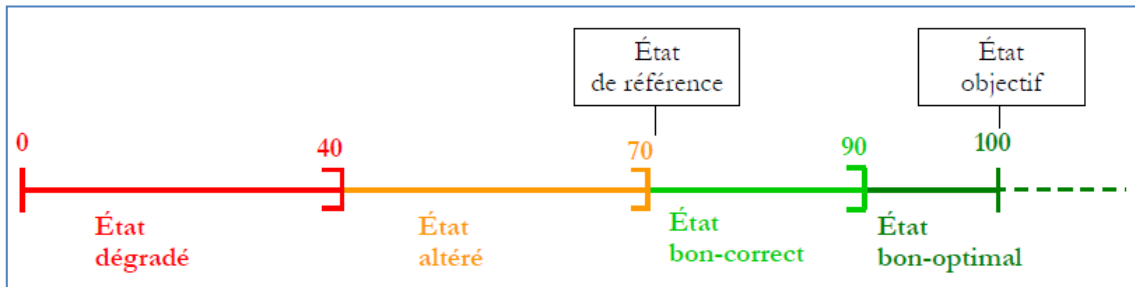 État
de référence
État
objectif
0
40
70
90
100
État
dégradé
État
altéré
État
bon-correct
État
bon-optimal